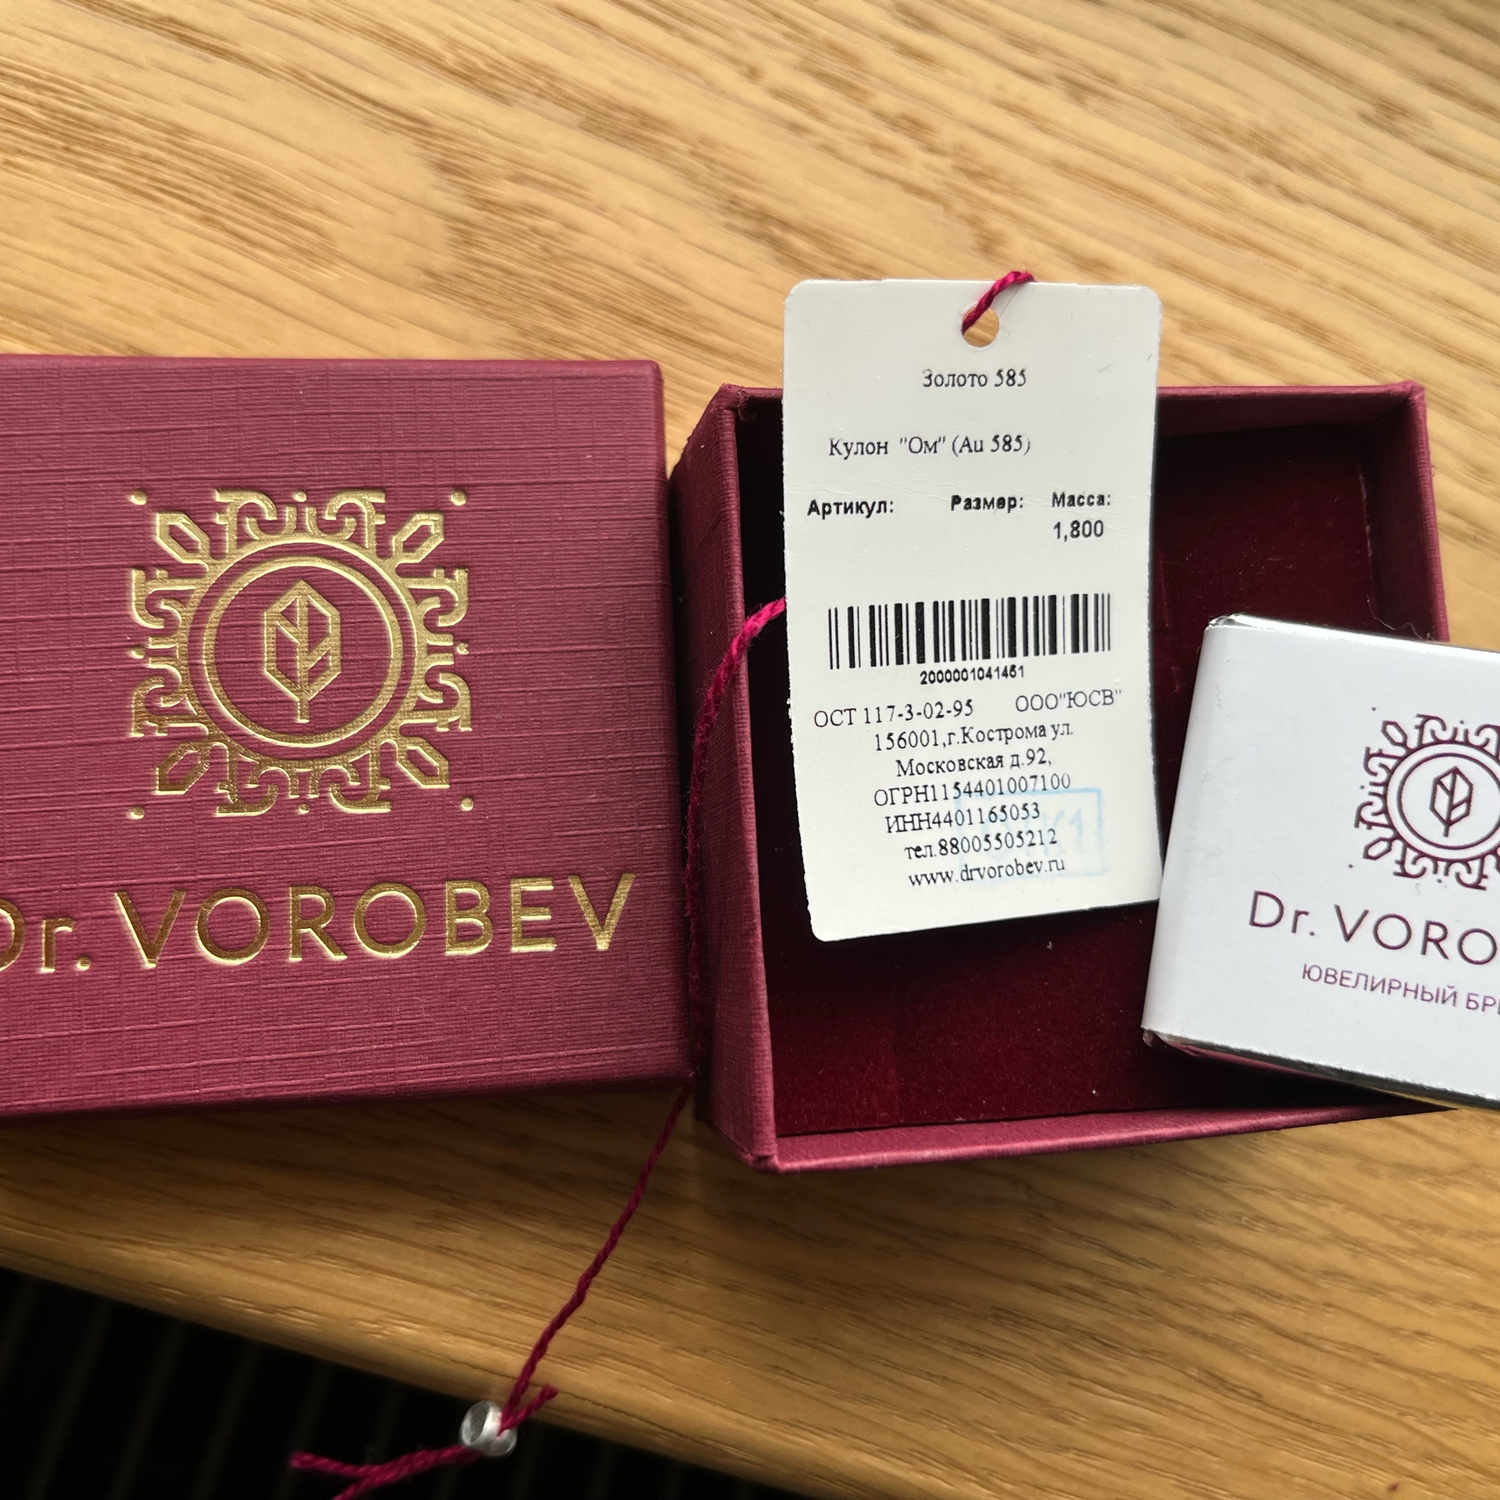 Dr. VOROBEV
Золото 585
Кулон "Ом" (Au 585)
Артикул: Размер: Масса:
1,800
2000001041461
ОСТ 117-3-02-95 ООО"ЮСВ"
156001,г.Кострома ул.
Московская д.92,
ОГРН1154401007100
ИНН4401165053
тел.88005505212
www.drvorobev.ru
Dr. VORO
ЮВЕЛИРНЫЙ